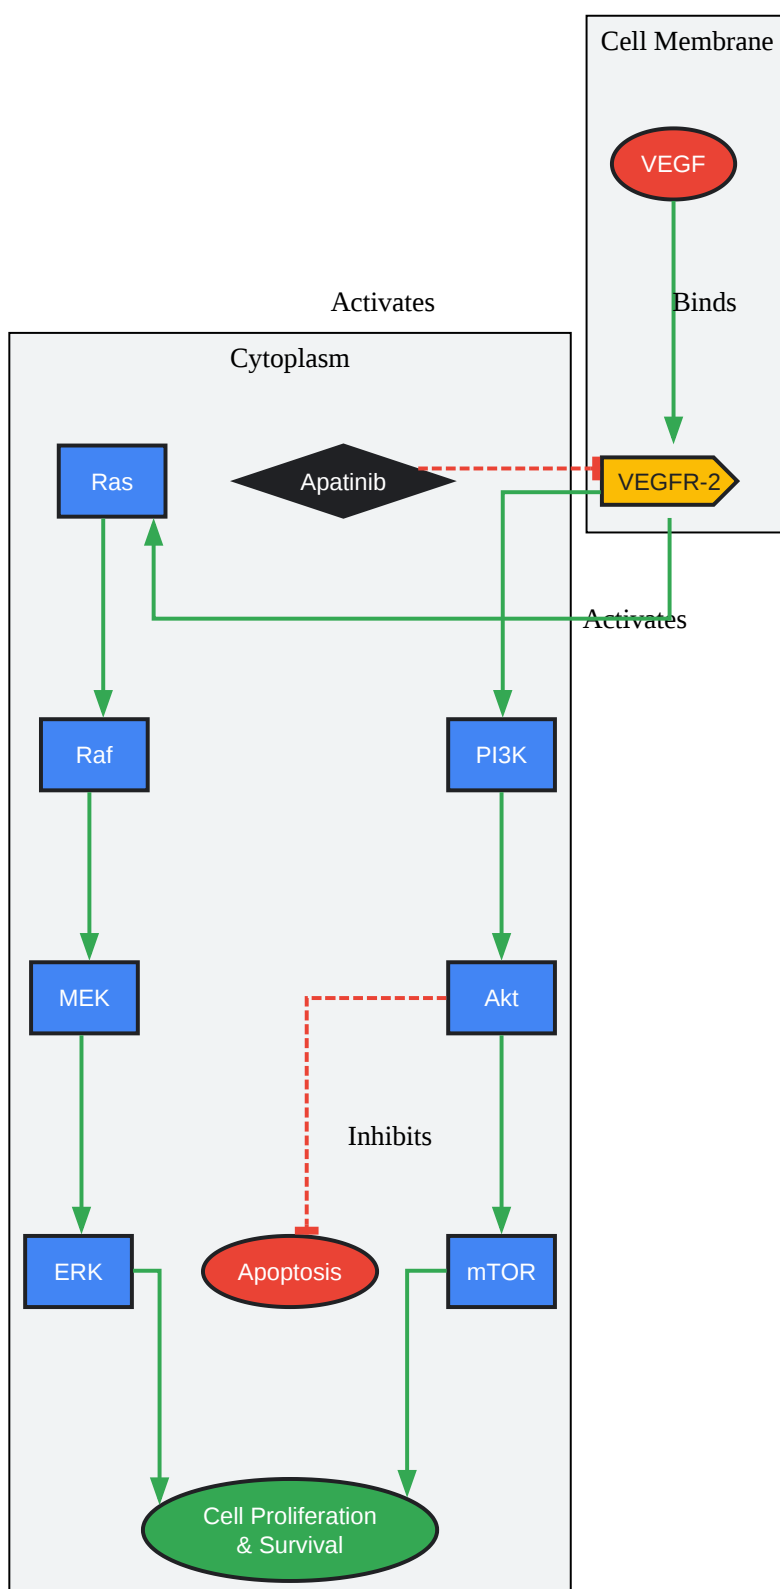 Cell Membrane
VEGF
Activates
Binds
Cytoplasm
Ras
Apatinib
VEGFR-2
Activates
Raf
PI3K
MEK
Akt
Inhibits
ERK
Apoptosis
mTOR
Cell Proliferation
& Survival